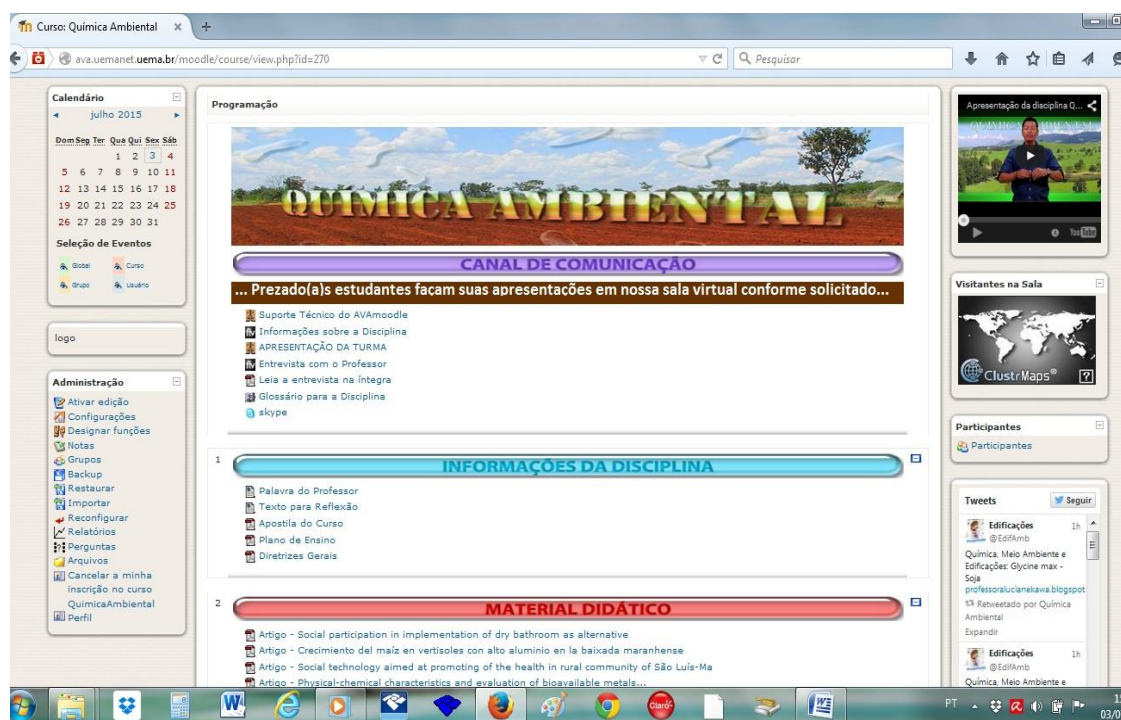 Curso: Química Ambiental
ava.uemanet.uema.br/moodle/course/view.php?id=270
Pesquisar
Calendário
julho 2015
Dom Seg Ter Qua Qui Sex Sáb
1 2 3 4
5 6 7 8 9 10 11
12 13 14 15 16 17 18
19 20 21 22 23 24 25
26 27 28 29 30 31
Seleção de Eventos
Global Curso
Grupo Usuário
logo
Administração
Ativar edição
Configurações
Designar funções
Notas
Grupos
Backup
Restaurar
Importar
Reconfigurar
Relatórios
Perguntas
Arquivos
Cancelar a minha
inscrição no curso
QuimicaAmbiental
Perfil
Programação
QUIMICA AMBIENTAL
CANAL DE COMUNICAÇÃO
... Prezado(a)s estudantes façam suas apresentações em nossa sala virtual conforme solicitado...
Suporte Técnico do AVAmoodle
Informações sobre a Disciplina
APRESENTAÇÃO DA TURMA
Entrevista com o Professor
Leia a entrevista na íntegra
Glossário para a Disciplina
skype
1
INFORMAÇÕES DA DISCIPLINA
Palavra do Professor
Texto para Reflexão
Apostila do Curso
Plano de Ensino
Diretrizes Gerais
2
MATERIAL DIDÁTICO
Artigo - Social participation in implementation of dry bathroom as alternative
Artigo - Crecimiento del maíz en vertisoles con alto aluminio en la baixada maranhense
Artigo - Social technology aimed at promoting of the health in rural community of São Luís-Ma
Artigo - Physical-chemical characteristics and evaluation of bioavailable metals...
Apresentação da disciplina Q...
QUIMICA AMBIENTAL
YouTube
Visitantes na Sala
ClustrMaps®
Participantes
Participantes
Tweets
Seguir
Edificações 1h
@EdifAmb
Química, Meio Ambiente e
Edificações: Glycine max -
Soja
professoralucianekawa.blogspot
Retweetado por Química
Ambiental
Expandir
Edificações 1h
@EdifAmb
Química, Meio Ambiente e
Claro
PT